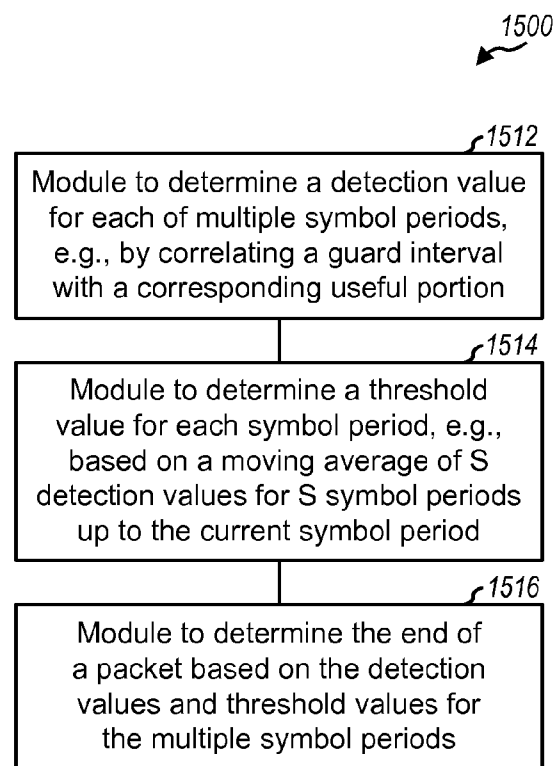 1500
1512
Module to determine a detection value
for each of multiple symbol periods,
e.g., by correlating a guard interval
with a corresponding useful portion
1514
Module to determine a threshold
value for each symbol period, e.g.,
based on a moving average of S
detection values for S symbol periods
up to the current symbol period
1516
Module to determine the end of
a packet based on the detection
values and threshold values for
the multiple symbol periods